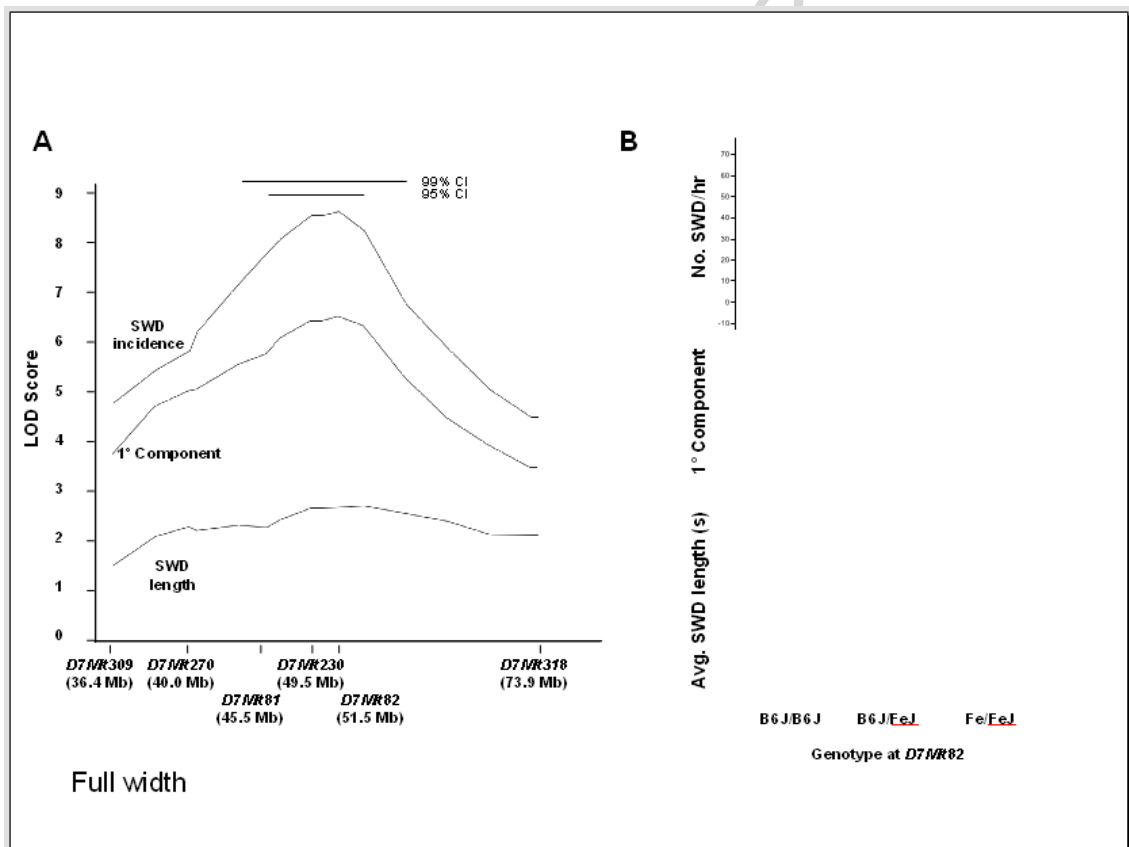 A
B
99% CI
95% CI
9
8
7
6
5
4
3
2
1
0
LOD Score
SWD
incidence
1° Component
SWD
length
D7Mit309
(36.4 Mb)
D7Mit270
(40.0 Mb)
D7Mit81
(45.5 Mb)
D7Mit230
(49.5 Mb)
D7Mit82
(51.5 Mb)
D7Mit318
(73.9 Mb)
No. SWD/hr
70
60
50
40
30
20
10
0
-10
1° Component
Avg. SWD length (s)
B6J/B6J
B6J/FeJ
Fe/FeJ
Genotype at D7Mit82
Full width